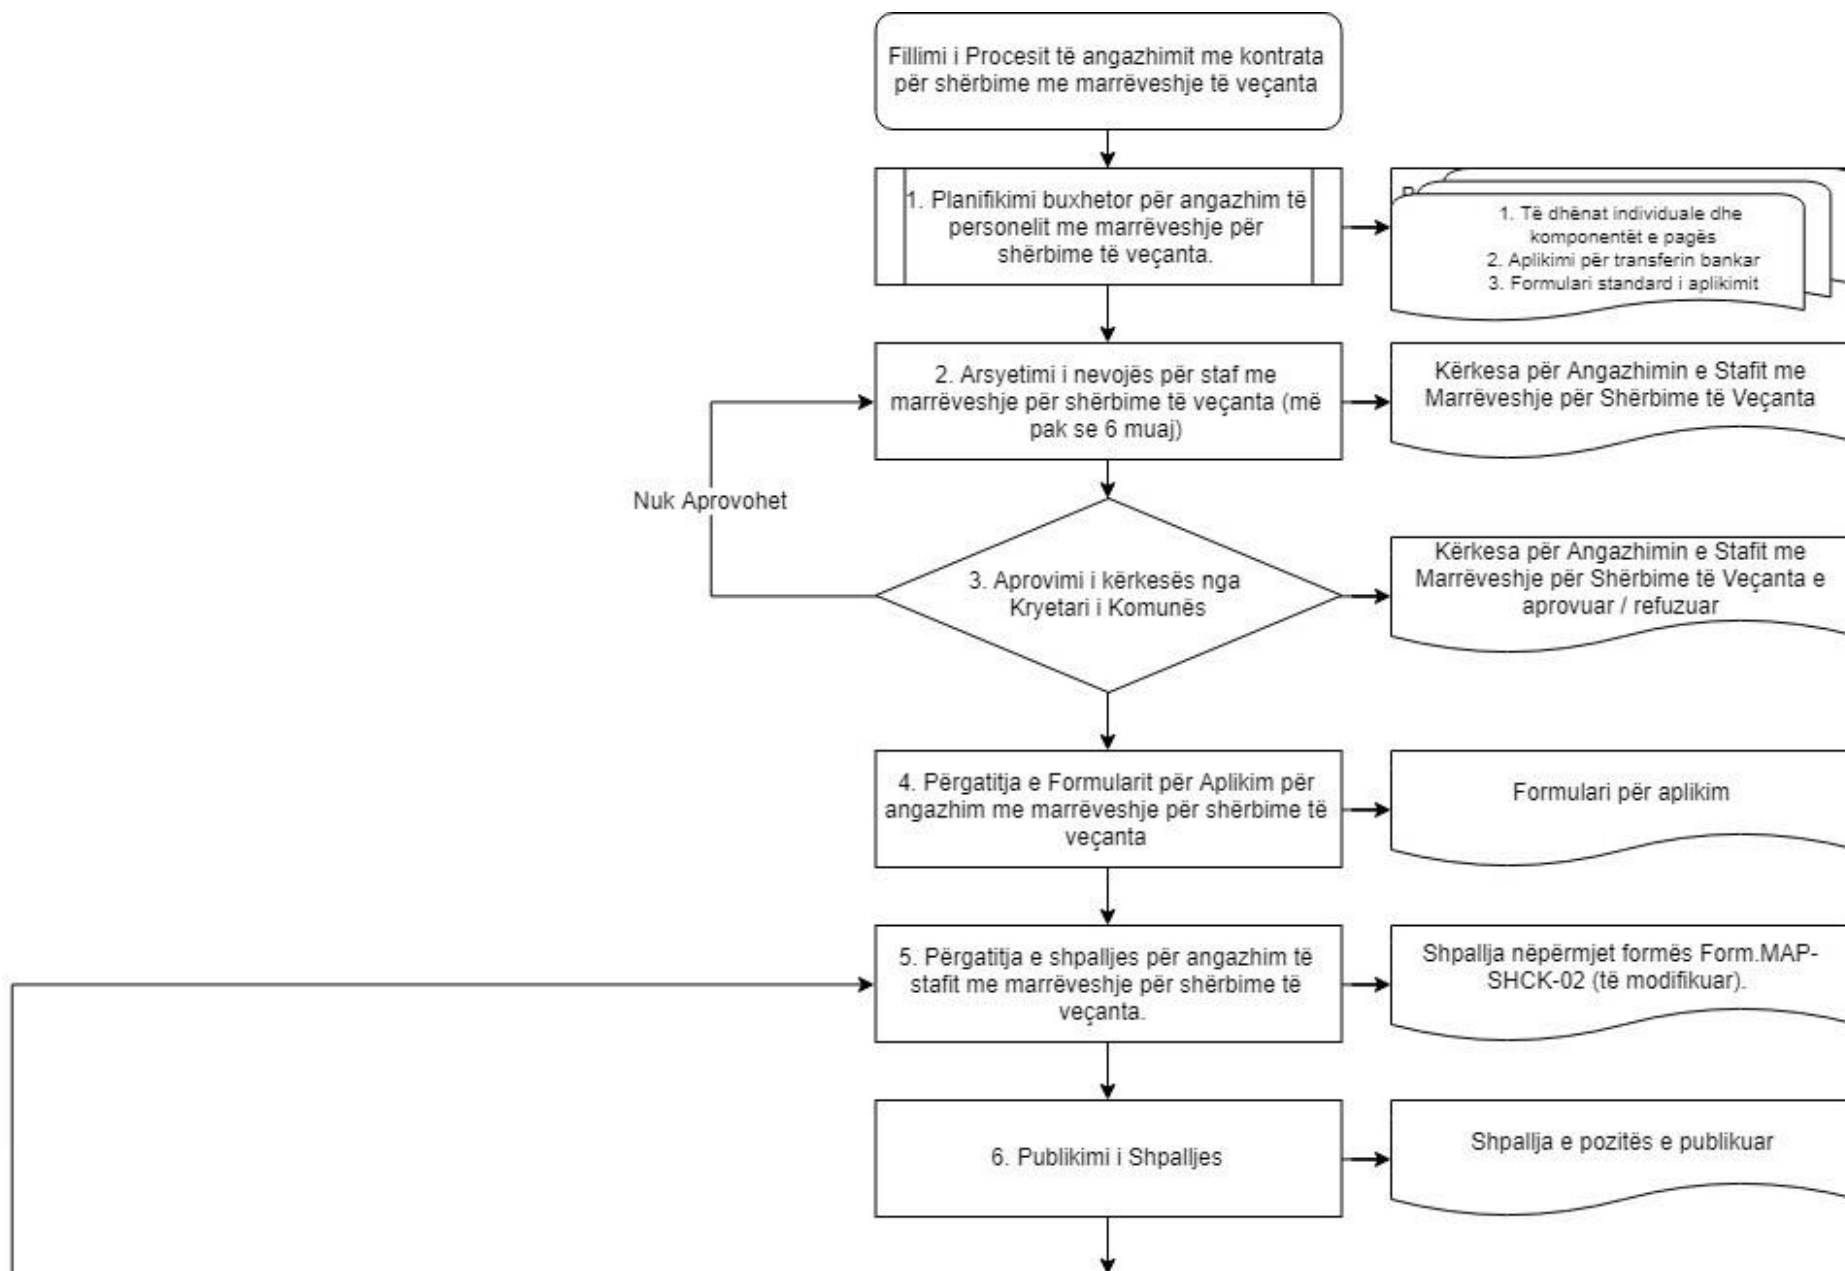 Fillimi i Procesit të angazhimit me kontrata
për shërbime me marrëveshje të veçanta
1. Planifikimi buxhetor për angazhim të
personelit me marrëveshje për
shërbime të veçanta.
1. Të dhënat individuale dhe
komponentët e pagës
2. Aplikimi për transferin bankar
3. Formulari standard i aplikimit
2. Arsyetimi i nevojës për staf me
marrëveshje për shërbime të veçanta (më
pak se 6 muaj)
Kërkesa për Angazhimin e Stafit me
Marrëveshje për Shërbime të Veçanta
Nuk Aprovohet
3. Aprovimi i kërkesës nga
Kryetari i Komunës
Kërkesa për Angazhimin e Stafit me
Marrëveshje për Shërbime të Veçanta e
aprovuar / refuzuar
4. Përgatitja e Formularit për Aplikim për
angazhim me marrëveshje për shërbime të
veçanta
Formulari për aplikim
5. Përgatitja e shpalljes për angazhim të
stafit me marrëveshje për shërbime të
veçanta.
Shpallja nëpërmjet formës Form.MAP-
SHCK-02 (të modifikuar).
6. Publikimi i Shpalljes
Shpallja e pozitës e publikuar